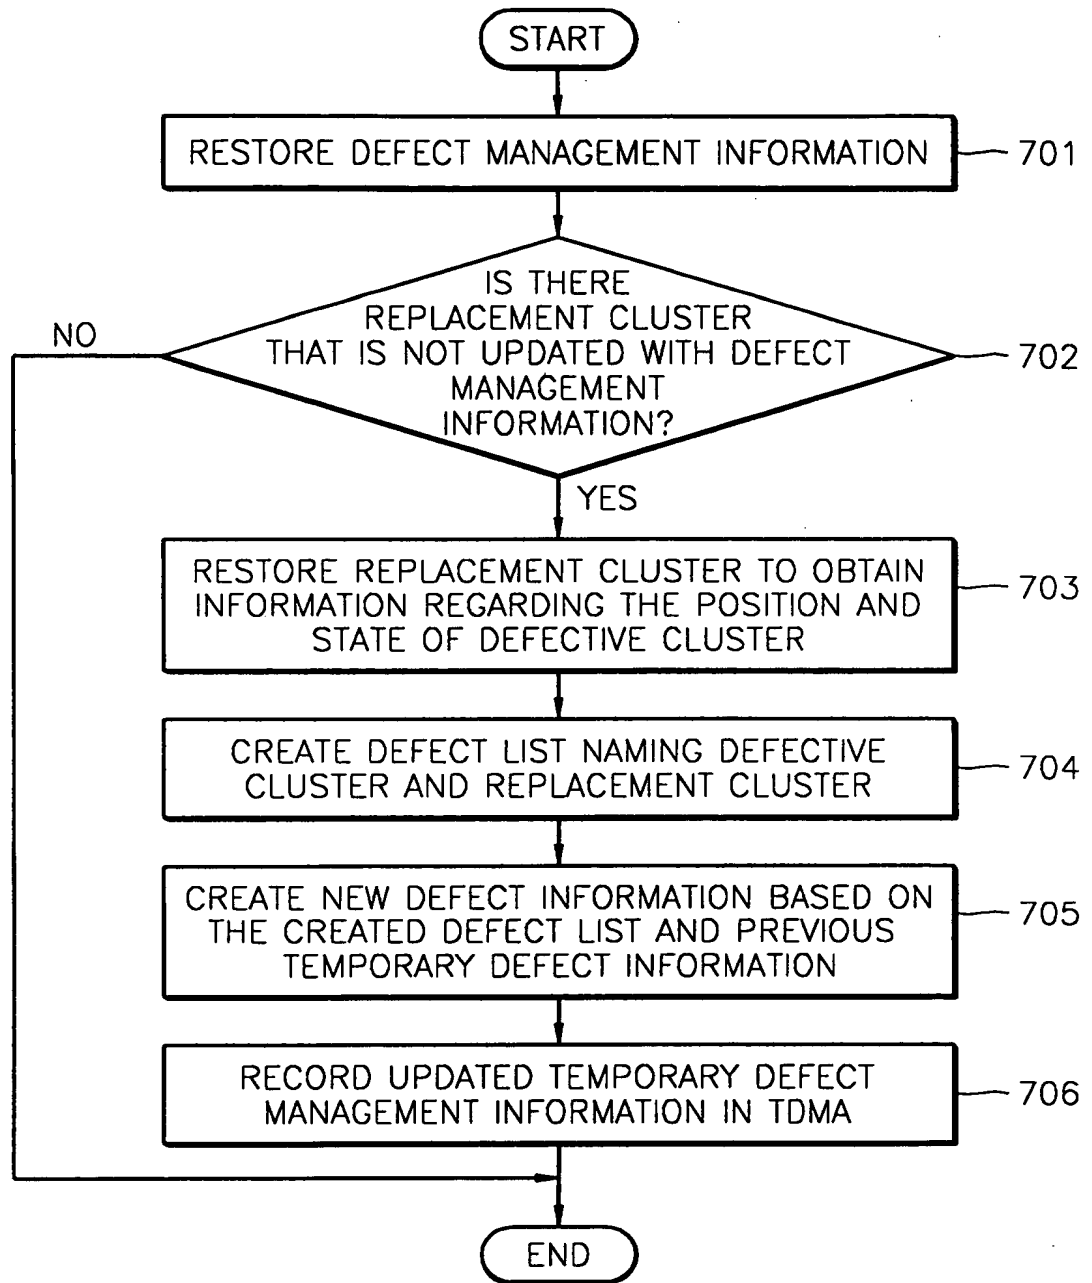 START
RESTORE DEFECT MANAGEMENT INFORMATION
701
IS THERE
REPLACEMENT CLUSTER
THAT IS NOT UPDATED WITH DEFECT
MANAGEMENT
INFORMATION?
702
NO
YES
RESTORE REPLACEMENT CLUSTER TO OBTAIN
INFORMATION REGARDING THE POSITION AND
STATE OF DEFECTIVE CLUSTER
703
CREATE DEFECT LIST NAMING DEFECTIVE
CLUSTER AND REPLACEMENT CLUSTER
704
CREATE NEW DEFECT INFORMATION BASED ON
THE CREATED DEFECT LIST AND PREVIOUS
TEMPORARY DEFECT INFORMATION
705
RECORD UPDATED TEMPORARY DEFECT
MANAGEMENT INFORMATION IN TDMA
706
END